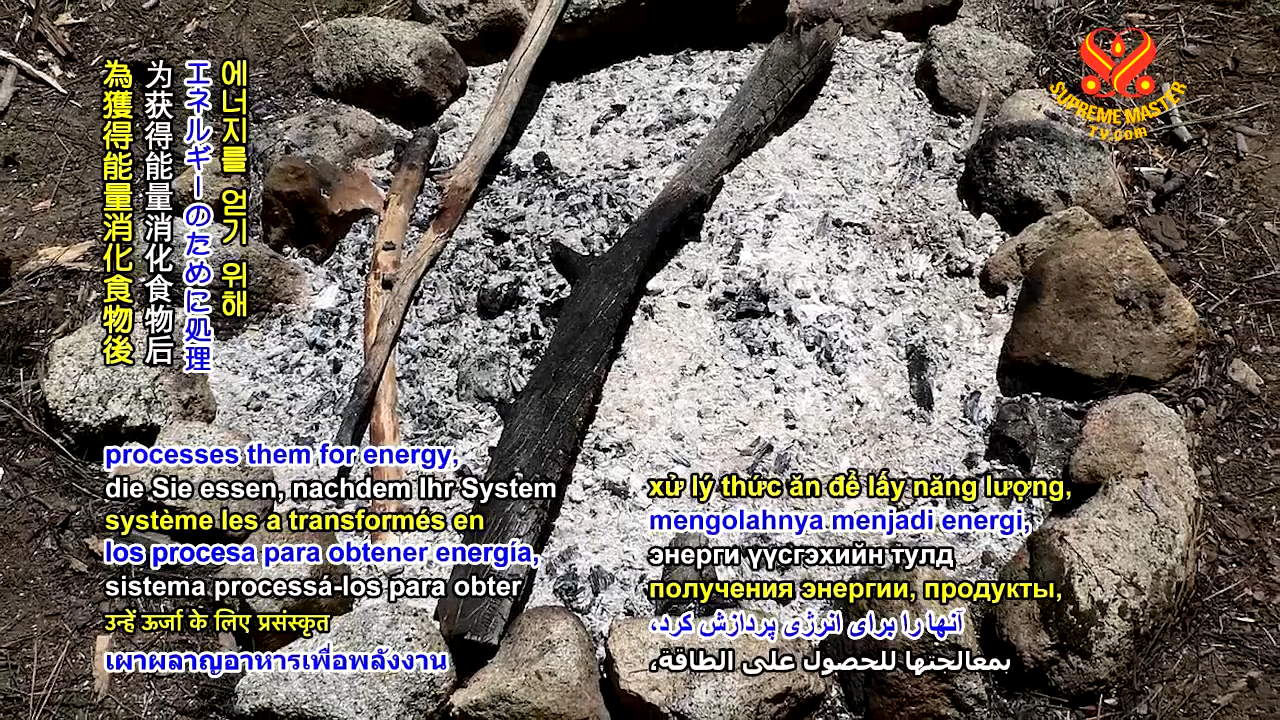 為獲得能量消化食物後
为获得能量消化食物后
エネルギーのために処理
에너지를 얻기 위해
SUPREME MASTER
TV.com
processes them for energy,
die Sie essen, nachdem Ihr System
système les a transformés en
los procesa para obtener energía,
sistema processá-los para obter
उन्हें ऊर्जा के लिए प्रसंस्कृत
เผาผลาญอาหารเพื่อพลังงาน
xử lý thức ăn để lấy năng lượng,
mengolahnya menjadi energi,
энерги үүсгэхийн тулд
получения энергии, продукты,
آنها را برای انرژی پردازش کرد،
بمعالجتها للحصول على الطاقة،